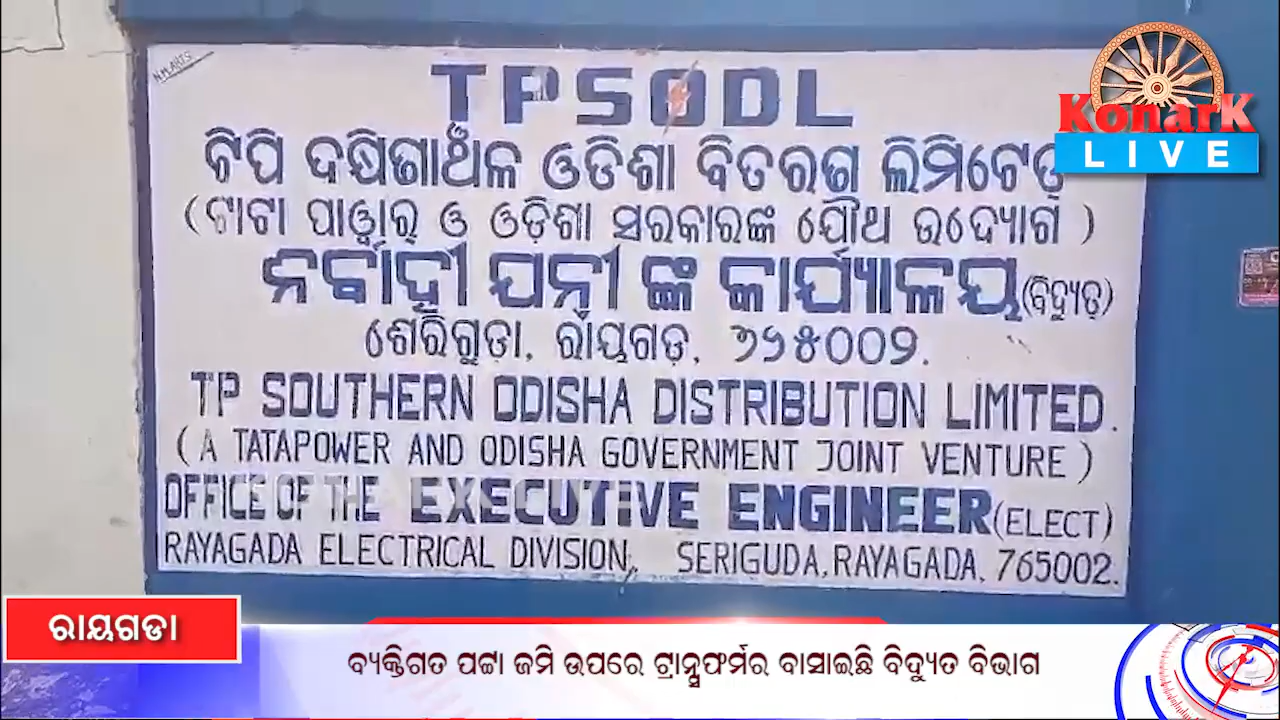 N.M.ARTS
TPSODL
ଟିପି ଦକ୍ଷିଣାଞ୍ଚଳ ଓଡିଶା ବିତରଣ ଲିମିଟେଡ୍
(ଟାଟା ପାଓ୍ବାର୍ ଓ ଓଡ଼ିଶା ସରକାରଙ୍କ ଯୌଥ ଉଦ୍ୟୋଗ)
ନିର୍ବାହୀ ଯନ୍ତ୍ରୀ ଙ୍କ କାର୍ଯ୍ୟାଳୟ(ବିଦ୍ୟୁତ୍)
ଶେରିଗୁଡ଼ା, ରାୟଗଡ଼, ୭୬୫୦୦୨.
TP SOUTHERN ODISHA DISTRIBUTION LIMITED.
(A TATAPOWER AND ODISHA GOVERNMENT JOINT VENTURE)
OFFICE OF THE EXECUTIVE ENGINEER(ELECT)
RAYAGADA ELECTRICAL DIVISION, SERIGUDA, RAYAGADA, 765002.
KonarK
LIVE
ରାୟଗଡା
ବ୍ୟକ୍ତିଗତ ପଟ୍ଟା ଜମି ଉପରେ ଟ୍ରାନ୍ସଫର୍ମର ବାସାଇଛି ବିଦ୍ୟୁତ ବିଭାଗ